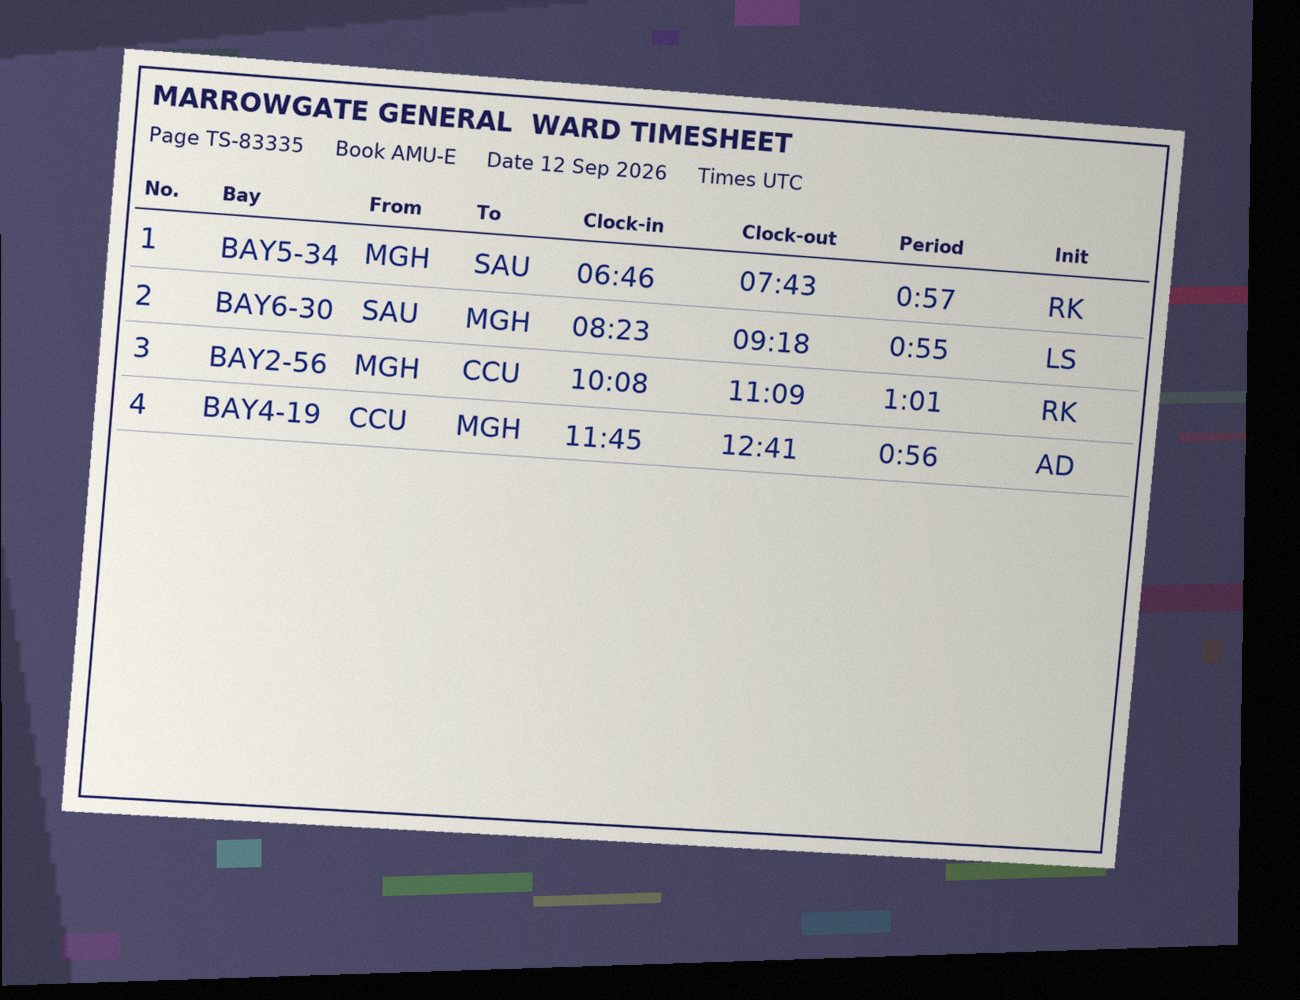 MARROWGATE GENERAL WARD TIMESHEET
Page TS-83335 Book AMU-E Date 12 Sep 2026 Times UTC
No. Bay From To Clock-in Clock-out Period Init
1 BAY5-34 MGH SAU 06:46 07:43 0:57 RK
2 BAY6-30 SAU MGH 08:23 09:18 0:55 LS
3 BAY2-56 MGH CCU 10:08 11:09 1:01 RK
4 BAY4-19 CCU MGH 11:45 12:41 0:56 AD